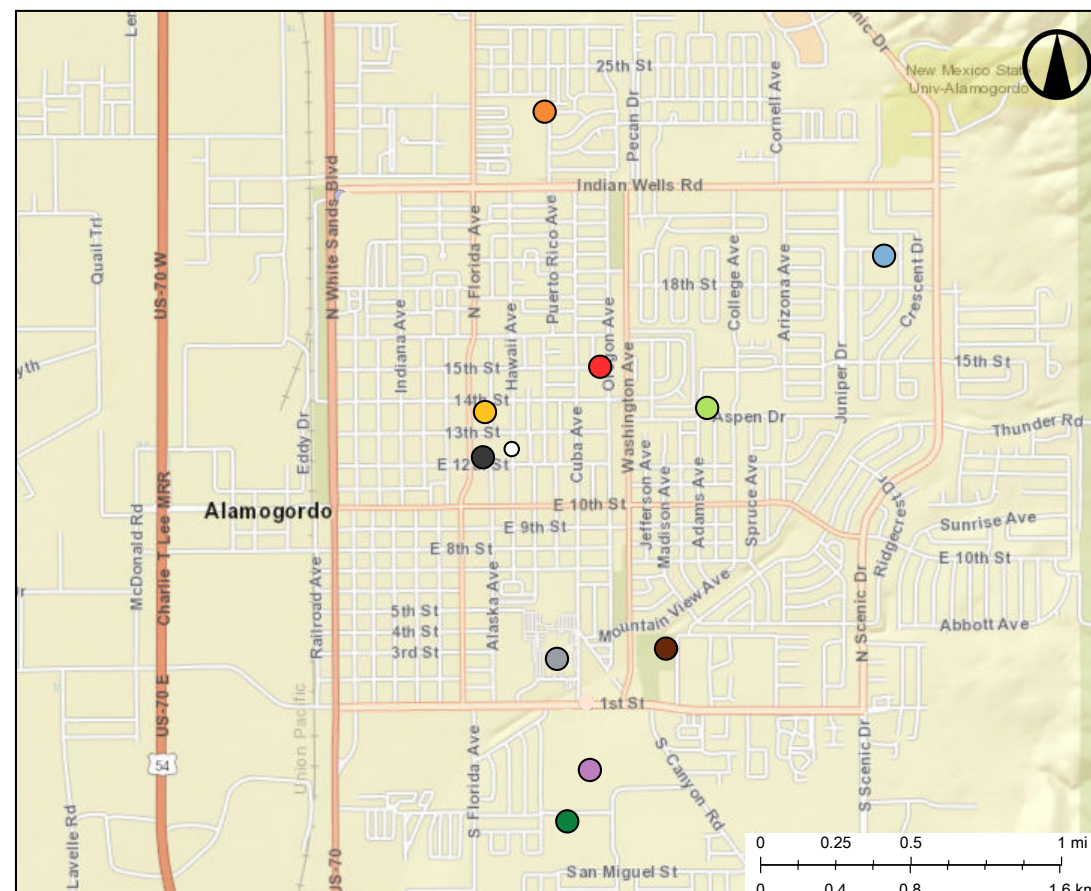 25th St
New Mexico State
Univ-Alamogordo
Pecan Dr
Cornell Ave
Indian Wells Rd
N White Sands Blvd
Quail Trl
US-70 W
N Florida Ave
Puerto Rico Ave
18th St
College Ave
Arizona Ave
Crescent Dr
Indiana Ave
Hawaii Ave
15th St
15th St
Washington Ave
Juniper Dr
14th St
Aspen Dr
Thunder Rd
13th St
Cuba Ave
Eddy Dr
E 12th St
Jefferson Ave
Madison Ave
Adams Ave
Spruce Ave
Alamogordo
E 10th St
E 9th St
E 8th St
Ridgecrest Dr
Sunrise Ave
E 10th St
McDonald Rd
Charlie T Lee MRR
Railroad Ave
Alaska Ave
Mountain View Ave
N Scenic Dr
Abbott Ave
5th St
4th St
3rd St
US-70 E
Union Pacific
1st St
54
S Florida Ave
S Canyon Rd
S Scenic Dr
Lavelle Rd
US-70
San Miguel St
0 0.25 0.5 1 mi
0 0.4 0.8